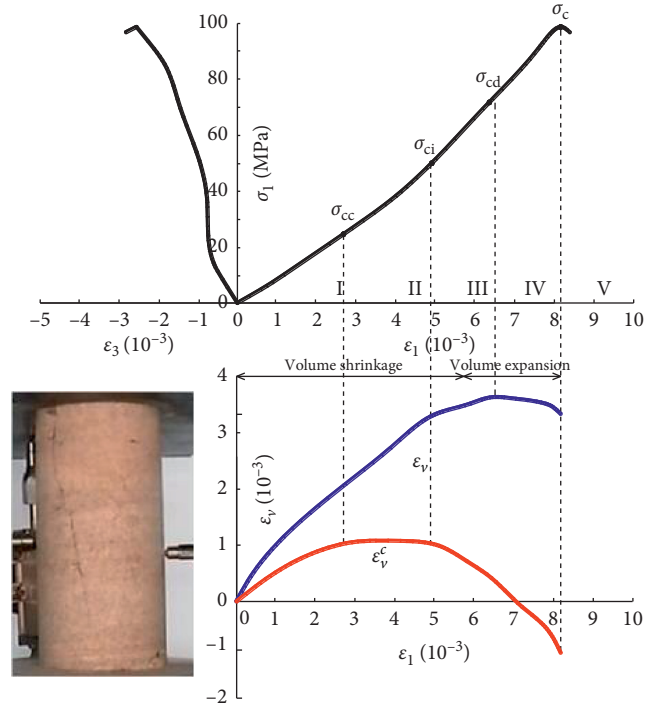 σc
100
80
σcd
60
σ1 (MPa)
σci
40
σcc
20
I II III IV V
0
–5 –4 –3 –2 –1 0 1 2 3 4 5 6 7 8 9 10
ε3 (10–3) ε1 (10–3)
Volume shrinkage Volume expansion
4
3
εv (10–3)
εv
2
1
εvc
0
0 1 2 3 4 5 6 7 8 9 10
–1
ε1 (10–3)
–2